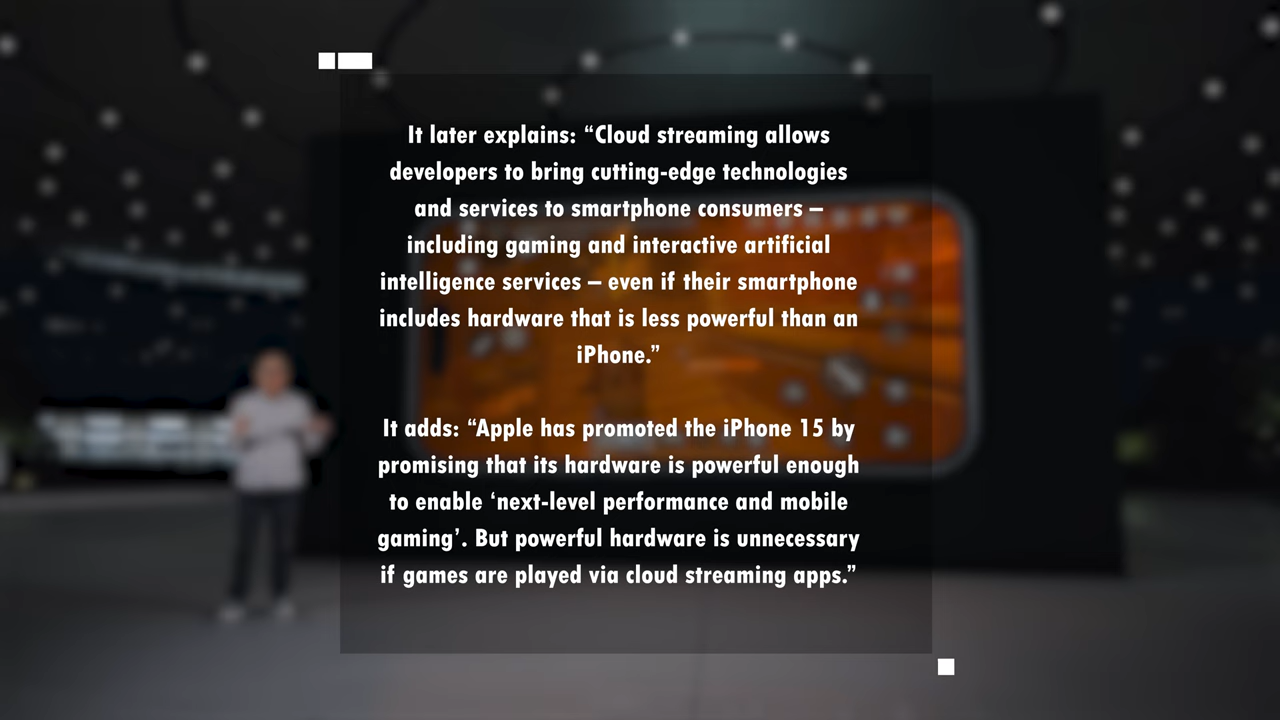 It later explains: “Cloud streaming allows
developers to bring cutting-edge technologies
and services to smartphone consumers –
including gaming and interactive artificial
intelligence services – even if their smartphone
includes hardware that is less powerful than an
iPhone.”
It adds: “Apple has promoted the iPhone 15 by
promising that its hardware is powerful enough
to enable ‘next-level performance and mobile
gaming’. But powerful hardware is unnecessary
if games are played via cloud streaming apps.”